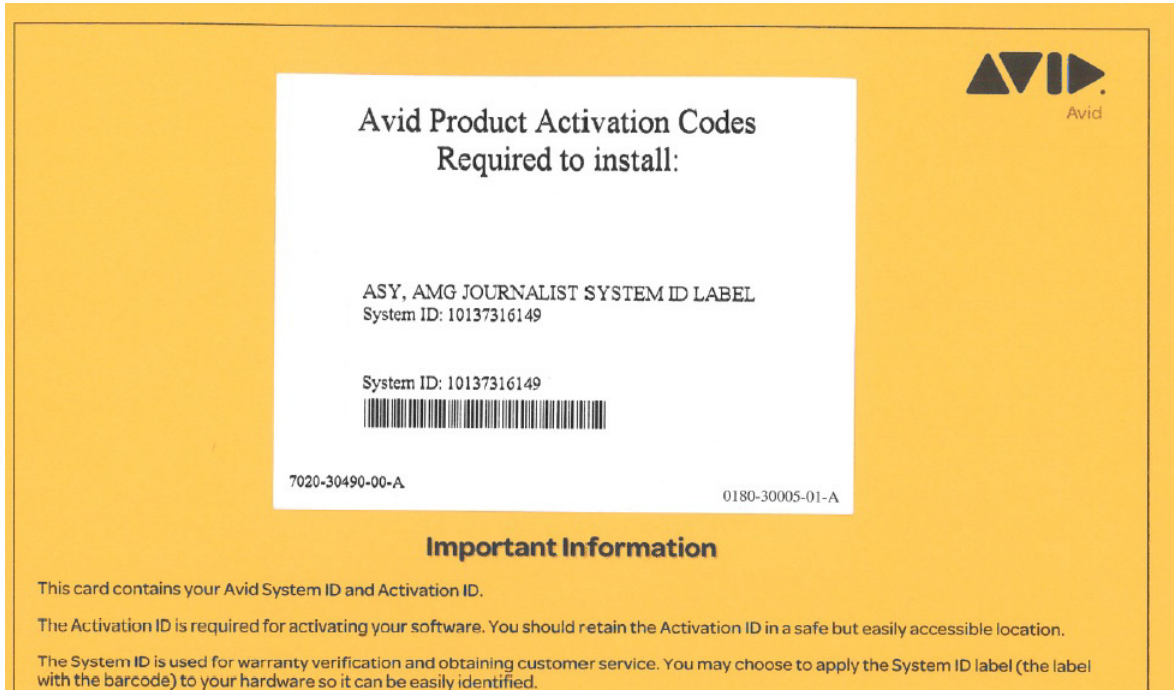 AVID
Avid
Avid Product Activation Codes
Required to install:
ASY, AMG JOURNALIST SYSTEM ID LABEL
System ID: 10137316149
System ID: 10137316149
7020-30490-00-A
0180-30005-01-A
Important Information
This card contains your Avid System ID and Activation ID.
The Activation ID is required for activating your software. You should retain the Activation ID in a safe but easily accessible location.
The System ID is used for warranty verification and obtaining customer service. You may choose to apply the System ID label (the label
with the barcode) to your hardware so it can be easily identified.